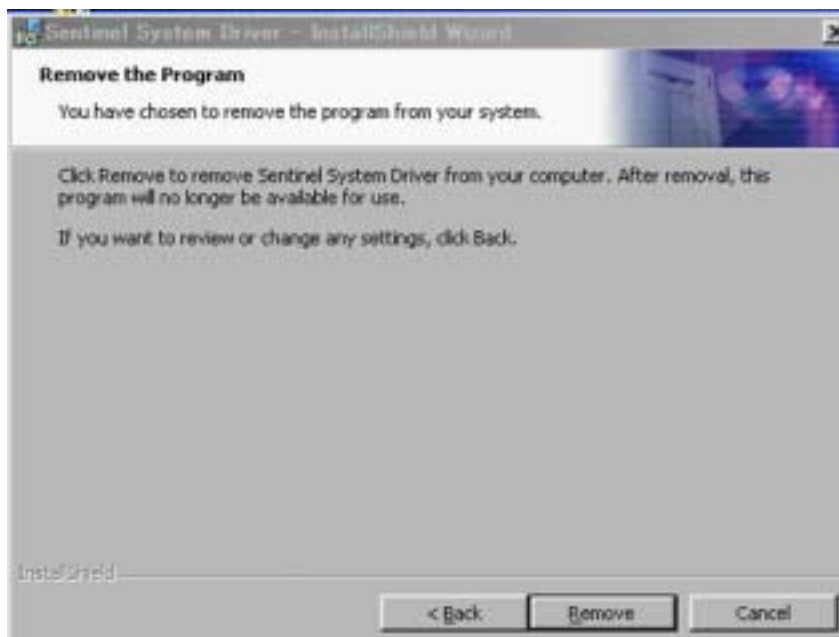 Sentinel System Driver - InstallShield Wizard
Remove the Program
You have chosen to remove the program from your system.
Click Remove to remove Sentinel System Driver from your computer. After removal, this
program will no longer be available for use.
If you want to review or change any settings, click Back.
InstallShield
< Back
Remove
Cancel